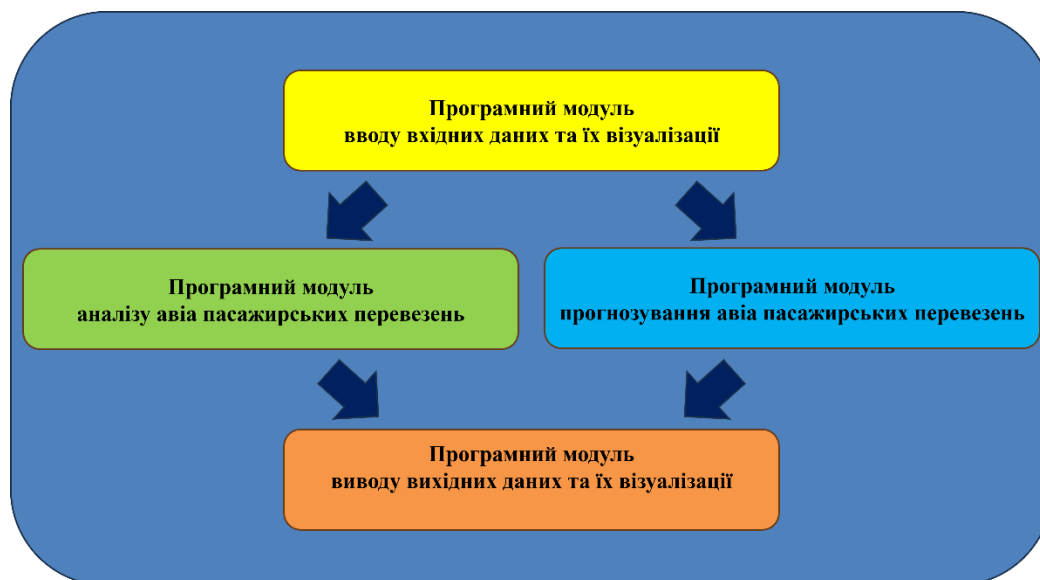 Програмний модуль
вводу вхідних даних та їх візуалізації
Програмний модуль
аналізу авіа пасажирських перевезень
Програмний модуль
прогнозування авіа пасажирських перевезень
Програмний модуль
виводу вихідних даних та їх візуалізації